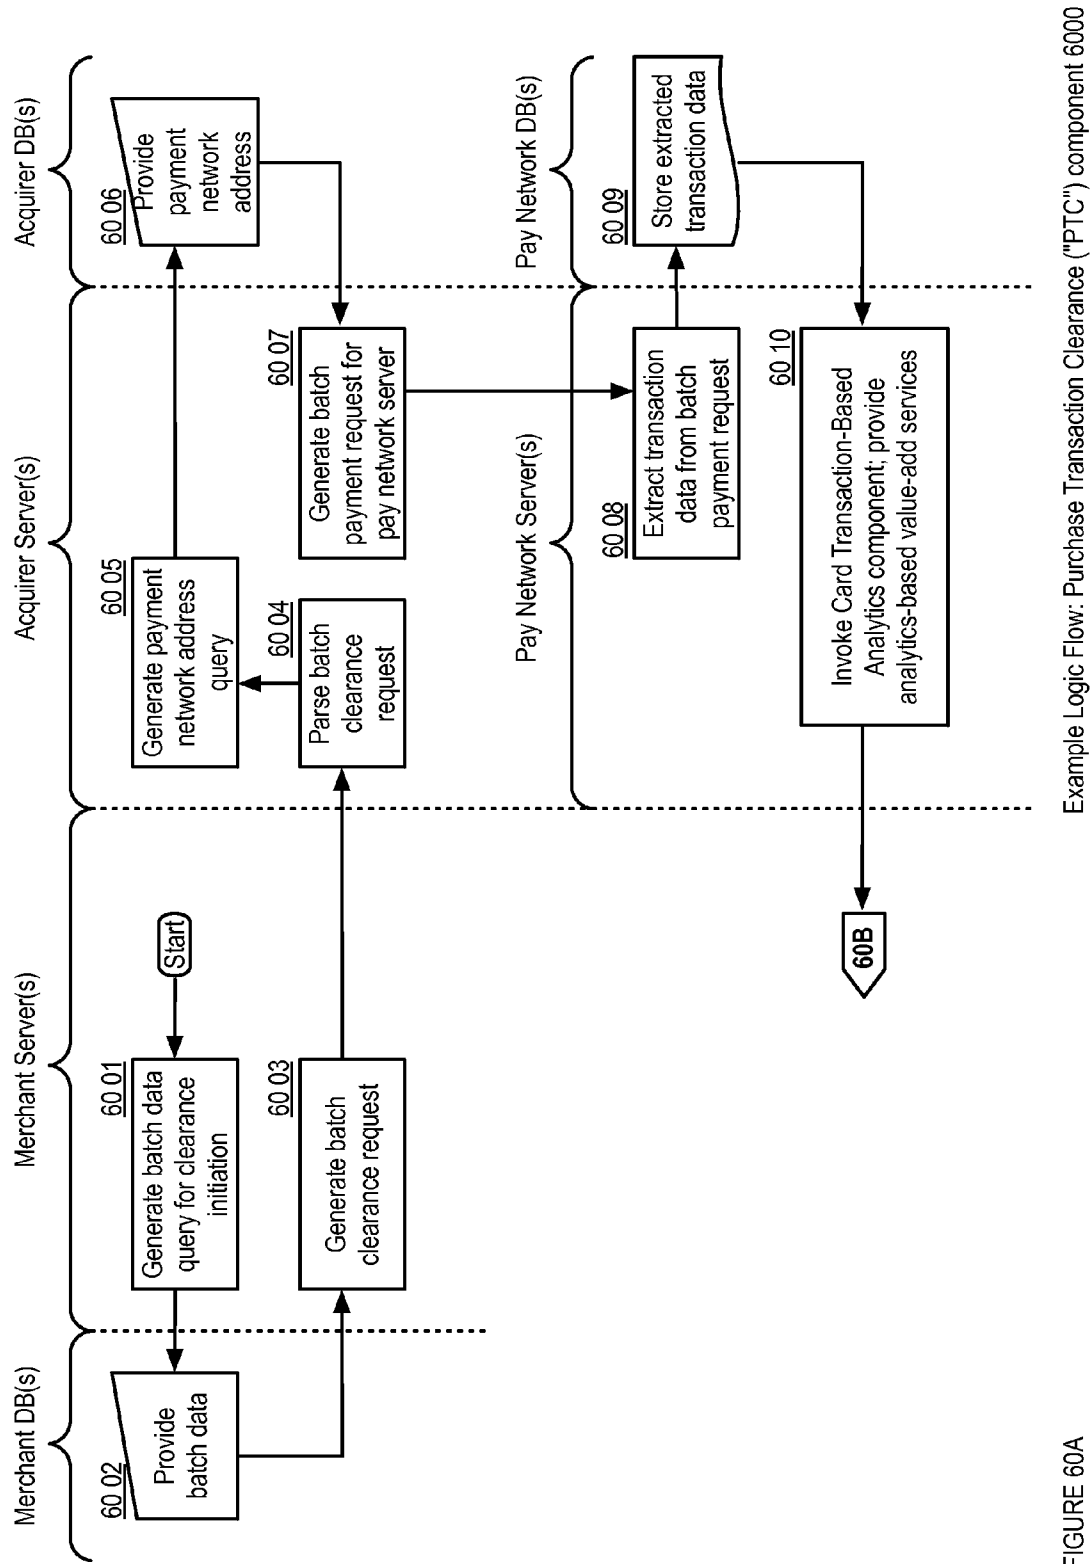 Merchant DB(s)
Merchant Server(s)
Acquirer Server(s)
Acquirer DB(s)
60 01
Generate batch data
query for clearance
initiation
Start
60 02
Provide
batch data
60 03
Generate batch
clearance request
60 04
Parse batch
clearance
request
60 05
Generate payment
network address
query
60 06
Provide
payment
network
address
60 07
Generate batch
payment request for
pay network server
Pay Network Server(s)
Pay Network DB(s)
60 08
Extract transaction
data from batch
payment request
60 09
Store extracted
transaction data
60 10
Invoke Card Transaction-Based
Analytics component; provide
analytics-based value-add services
60B
FIGURE 60A
Example Logic Flow: Purchase Transaction Clearance ("PTC") component 6000